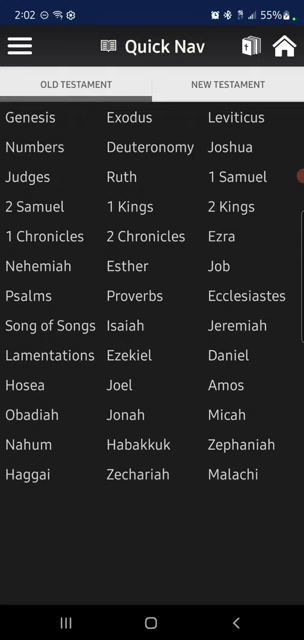 2:02 55%
Quick Nav
OLD TESTAMENT NEW TESTAMENT
Genesis Exodus Leviticus
Numbers Deuteronomy Joshua
Judges Ruth 1 Samuel
2 Samuel 1 Kings 2 Kings
1 Chronicles 2 Chronicles Ezra
Nehemiah Esther Job
Psalms Proverbs Ecclesiastes
Song of Songs Isaiah Jeremiah
Lamentations Ezekiel Daniel
Hosea Joel Amos
Obadiah Jonah Micah
Nahum Habakkuk Zephaniah
Haggai Zechariah Malachi